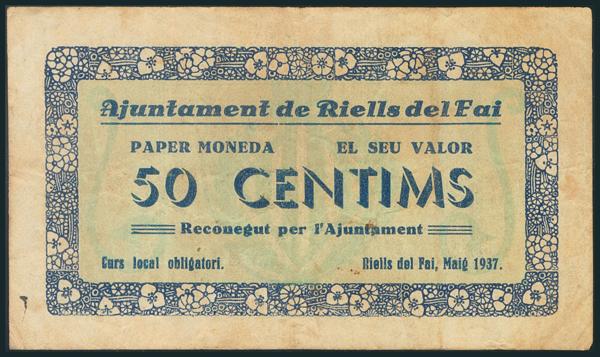 Ajuntament de Riells del Fai
PAPER MONEDA EL SEU VALOR
50 CENTIMS
Reconegut per l'Ajuntament
Curs local obligatori. Riells del Fai, Maig 1937.